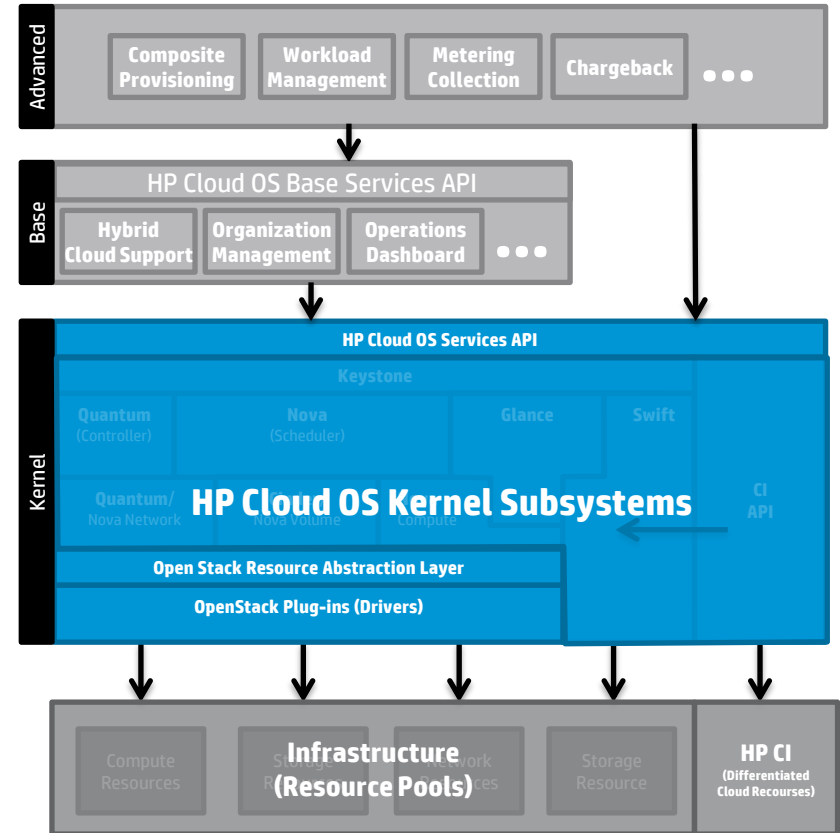 Advanced
Composite
Provisioning
Workload
Management
Metering
Collection
Chargeback
Base
HP Cloud OS Base Services API
Hybrid
Cloud Support
Organization
Management
Operations
Dashboard
Kernel
HP Cloud OS Services API
Keystone
Quantum
(Controller)
Nova
(Scheduler)
Glance
Swift
Quantum/
Nova Network
Nova Volume
Compute
HP Cloud OS Kernel Subsystems
CI
API
Open Stack Resource Abstraction Layer
OpenStack Plug-ins (Drivers)
Compute
Resources
Storage
Network
Storage
Resource
Infrastructure
(Resource Pools)
HP CI
(Differentiated
Cloud Recourses)